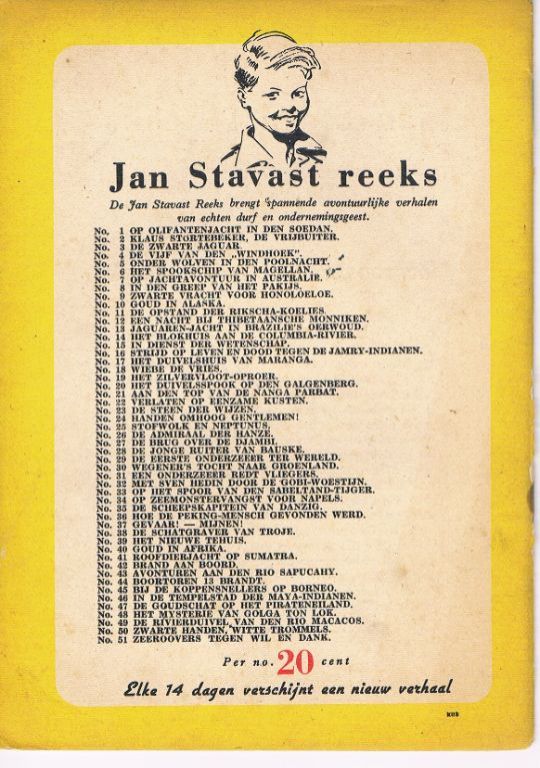 Jan Stavast reeks
De Jan Stavast Reeks brengt spannende avontuurlijke verhalen
van echten durf en ondernemingsgeest.
No. 1 OP OLIFANTENJACHT IN DEN SOEDAN.
No. 2 KLAUS STÖRTEBEKER, DE VRIJBUITER.
No. 3 DE ZWARTE JAGUAR.
No. 4 DE VIJF VAN DEN „WINDHOEK".
No. 5 ONDER WOLVEN IN DEN POOLNACHT.
No. 6 HET SPOOKSCHIP VAN MAGELLAN.
No. 7 OP JACHTAVONTUUR IN AUSTRALIE.
No. 8 IN DEN GREEP VAN HET PAKIJS.
No. 9 ZWARTE VRACHT VOOR HONOLOELOE.
No. 10 GOUD IN ALASKA.
No. 11 DE OPSTAND DER RIKSCHA-KOELIES.
No. 12 EEN NACHT BIJ THIBETAANSCHE MONNIKEN.
No. 13 JAGUAREN-JACHT IN BRAZILIE'S OERWOUD.
No. 14 HET BLOKHUIS AAN DE COLUMBIA-RIVIER.
No. 15 IN DIENST DER WETENSCHAP.
No. 16 STRIJD OP LEVEN EN DOOD TEGEN DE JAMRY-INDIANEN.
No. 17 HET DUIVELSHUIS VAN MARANGA.
No. 18 WIEBE DE VRIES.
No. 19 HET ZILVERVLOOT-OPROER.
No. 20 HET DUIVELSSPOOK OP DEN GALGENBERG.
No. 21 AAN DEN TOP VAN DE NANGA PARBAT.
No. 22 VERLATEN OP EENZAME KUSTEN.
No. 23 DE STEEN DER WIJZEN.
No. 24 HANDEN OMHOOG GENTLEMEN!
No. 25 STOFWOLK EN NEPTUNUS.
No. 26 DE ADMIRAAL DER HANZE.
No. 27 DE BRUG OVER DE DJAMBI.
No. 28 DE JONGE RUITER VAN BAUSKE.
No. 29 DE EERSTE ONDERZEEER TER WERELD.
No. 30 WEGENER'S TOCHT NAAR GROENLAND.
No. 31 EEN ONDERZEEER REDT VLIEGERS.
No. 32 MET SVEN HEDIN DOOR DE GOBI-WOESTIJN.
No. 33 OP HET SPOOR VAN DEN SABELTAND-TIJGER.
No. 34 OP ZEEMONSTERVANGST VOOR NAPELS.
No. 35 DE SCHEEPSKAPITEIN VAN DANZIG.
No. 36 HOE DE PEKING-MENSCH GEVONDEN WERD.
No. 37 GEVAAR! — MIJNEN!
No. 38 DE SCHATGRAVER VAN TROJE.
No. 39 HET NIEUWE TEHUIS.
No. 40 GOUD IN AFRIKA.
No. 41 ROOFDIERJACHT OP SUMATRA.
No. 42 BRAND AAN BOORD.
No. 43 AVONTUREN AAN DEN RIO SAPUCAHY.
No. 44 BOORTOREN 13 BRANDT.
No. 45 BIJ DE KOPPENSNELLERS OP BORNEO.
No. 46 IN DE TEMPELSTAD DER MAYA-INDIANEN.
No. 47 DE GOUDSCHAT OP HET PIRATENEILAND.
No. 48 HET MYSTERIE VAN GOLGA TON LOK.
No. 49 DE RIVIERDUIVEL VAN DEN RIO MACACOS.
No. 50 ZWARTE HANDEN, WITTE TROMMELS.
No. 51 ZEEROOVERS TEGEN WIL EN DANK.
Per no. 20 cent
Elke 14 dagen verschijnt een nieuw verhaal